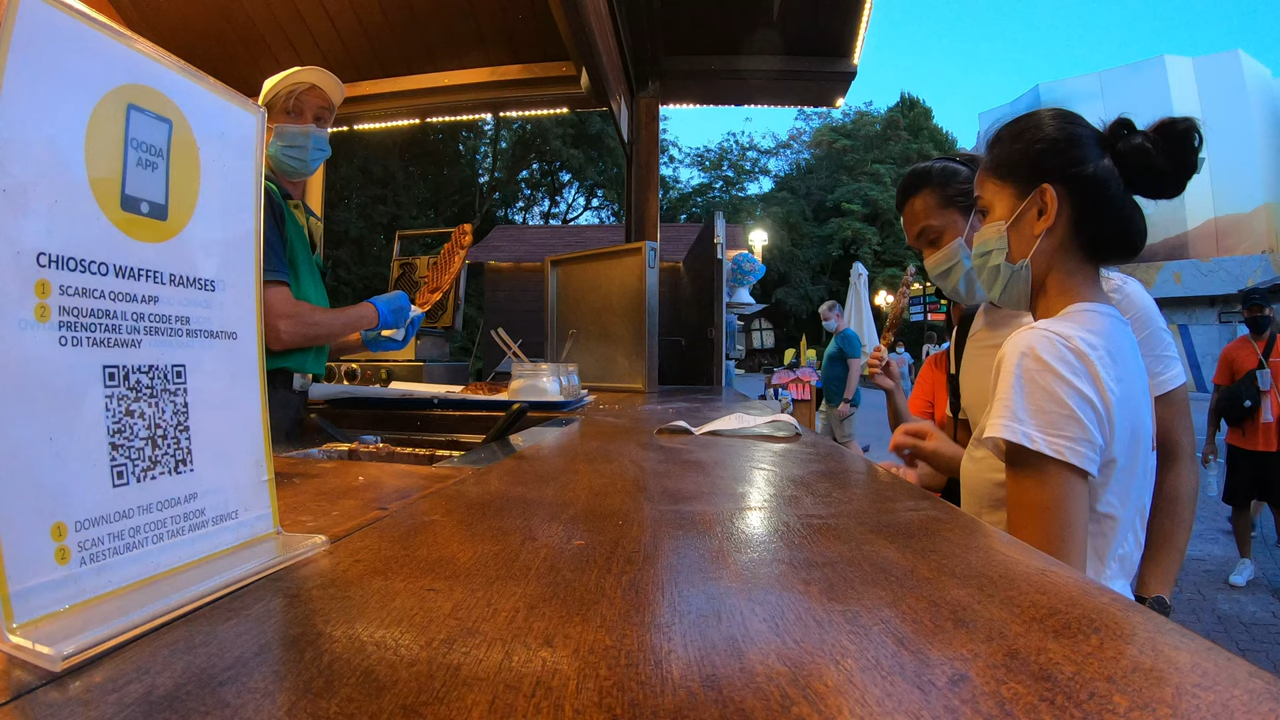 QODA
APP
CHIOSCO WAFFEL RAMSES
1 SCARICA QODA APP
2 INQUADRA IL QR CODE PER
PRENOTARE UN SERVIZIO RISTORATIVO
O DI TAKEAWAY
1 DOWNLOAD THE QODA APP
2 SCAN THE QR CODE TO BOOK
A RESTAURANT OR TAKE AWAY SERVICE